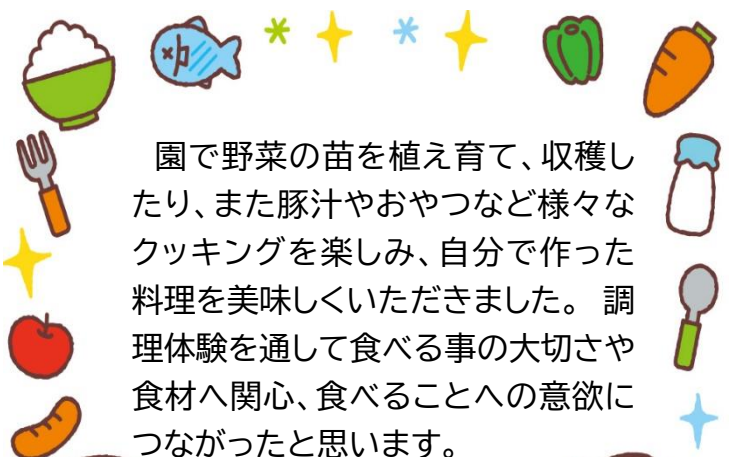 園で野菜の苗を植え育て、収穫し
たり、また豚汁やおやつなど様々な
クッキングを楽しみ、自分で作った
料理を美味しくいただきました。 調
理体験を通して食べる事の大切さや
食材へ関心、食べることへの意欲に
つながったと思います。